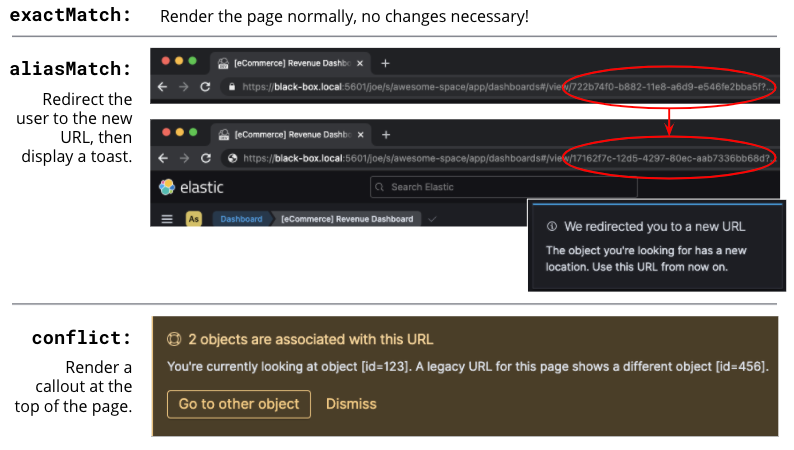 exactMatch: Render the page normally, no changes necessary!
aliasMatch:
Redirect the
user to the new
URL, then
display a toast.
[eCommerce] Revenue Dashbo
https://black-box.local:5601/joe/s/awesome-space/app/dashboards#/view/722b74f0-b882-11e8-a6d9-e546fe2bba5f?...
[eCommerce] Revenue Dashbo
https://black-box.local:5601/joe/s/awesome-space/app/dashboards#/view/17162f7c-12d5-4297-80ec-aab7336bb68d?...
elastic Search Elastic
As Dashboard [eCommerce] Revenue Dashboard
We redirected you to a new URL
The object you're looking for has a new
location. Use this URL from now on.
conflict:
Render a
callout at the
top of the page.
2 objects are associated with this URL
You're currently looking at object [id=123]. A legacy URL for this page shows a different object [id=456].
Go to other object Dismiss